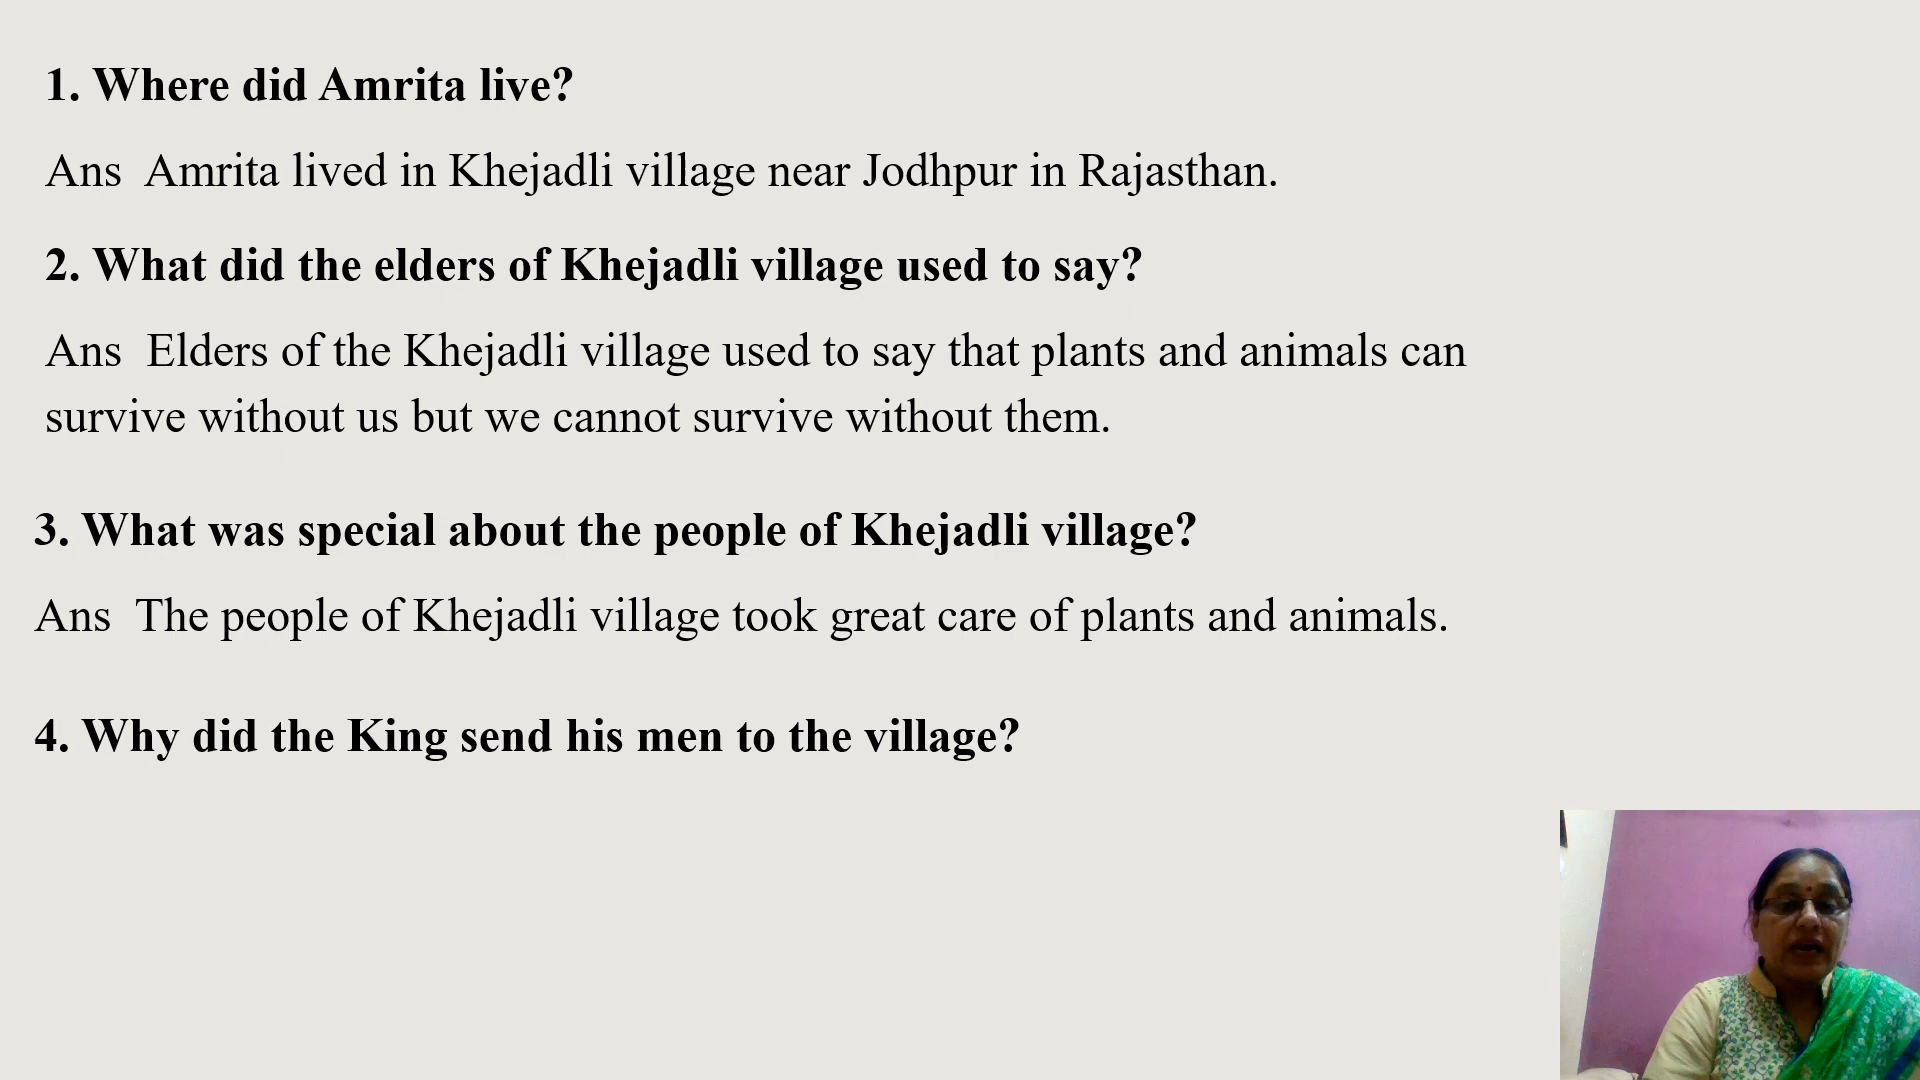 1. Where did Amrita live?
Ans  Amrita lived in Khejadli village near Jodhpur in Rajasthan.
2. What did the elders of Khejadli village used to say?
Ans  Elders of the Khejadli village used to say that plants and animals can
survive without us but we cannot survive without them.
3. What was special about the people of Khejadli village?
Ans  The people of Khejadli village took great care of plants and animals.
4. Why did the King send his men to the village?